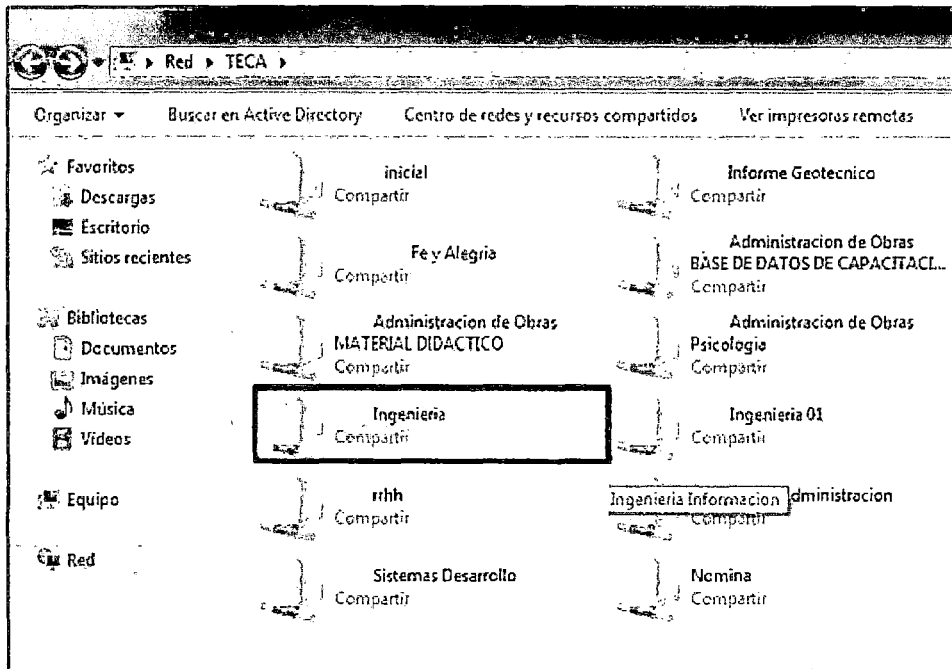 Red ▸ TECA ▸
Organizar ▾ Buscar en Active Directory Centro de redes y recursos compartidos Ver impresoras remotas
Favoritos
Descargas
Escritorio
Sitios recientes
Bibliotecas
Documentos
Imágenes
Música
Vídeos
Equipo
Red
inicial
Compartir
Informe Geotecnico
Compartir
Fe y Alegria
Compartir
Administracion de Obras
BASE DE DATOS DE CAPACITACI...
Compartir
Administracion de Obras
MATERIAL DIDACTICO
Compartir
Administracion de Obras
Psicologia
Compartir
Ingenieria
Compartir
Ingenieria 01
Compartir
rrhh
Compartir
Ingenieria Informacion
dministracion
Compartir
Sistemas Desarrollo
Compartir
Nomina
Compartir